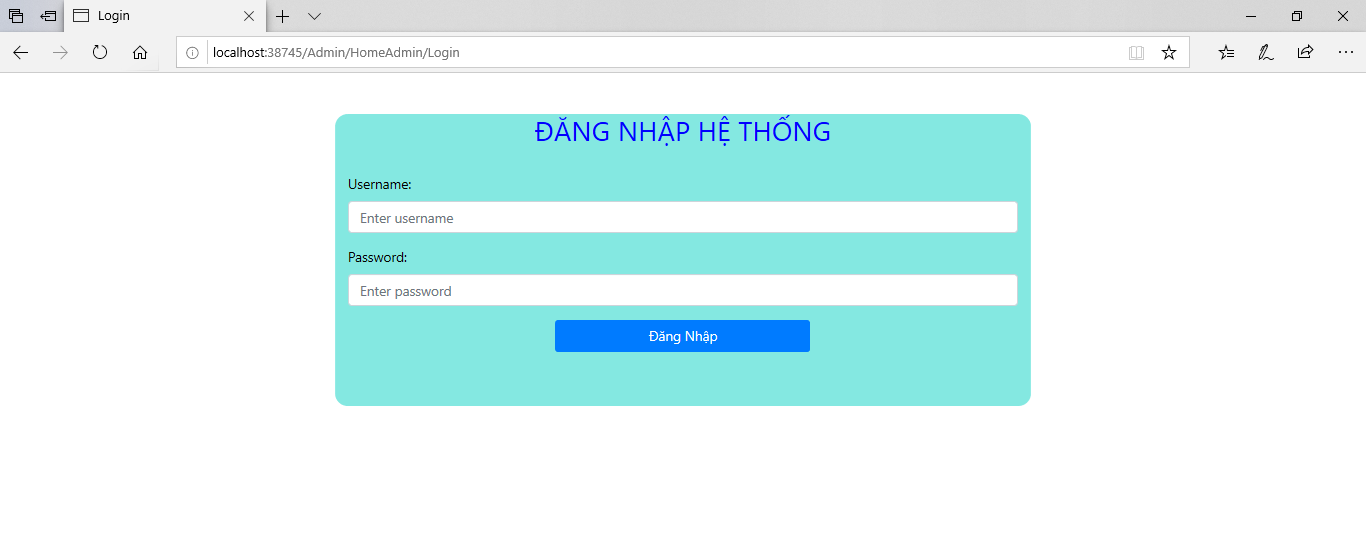 Login
localhost:38745/Admin/HomeAdmin/Login
ĐĂNG NHẬP HỆ THỐNG
Username:
Enter username
Password:
Enter password
Đăng Nhập